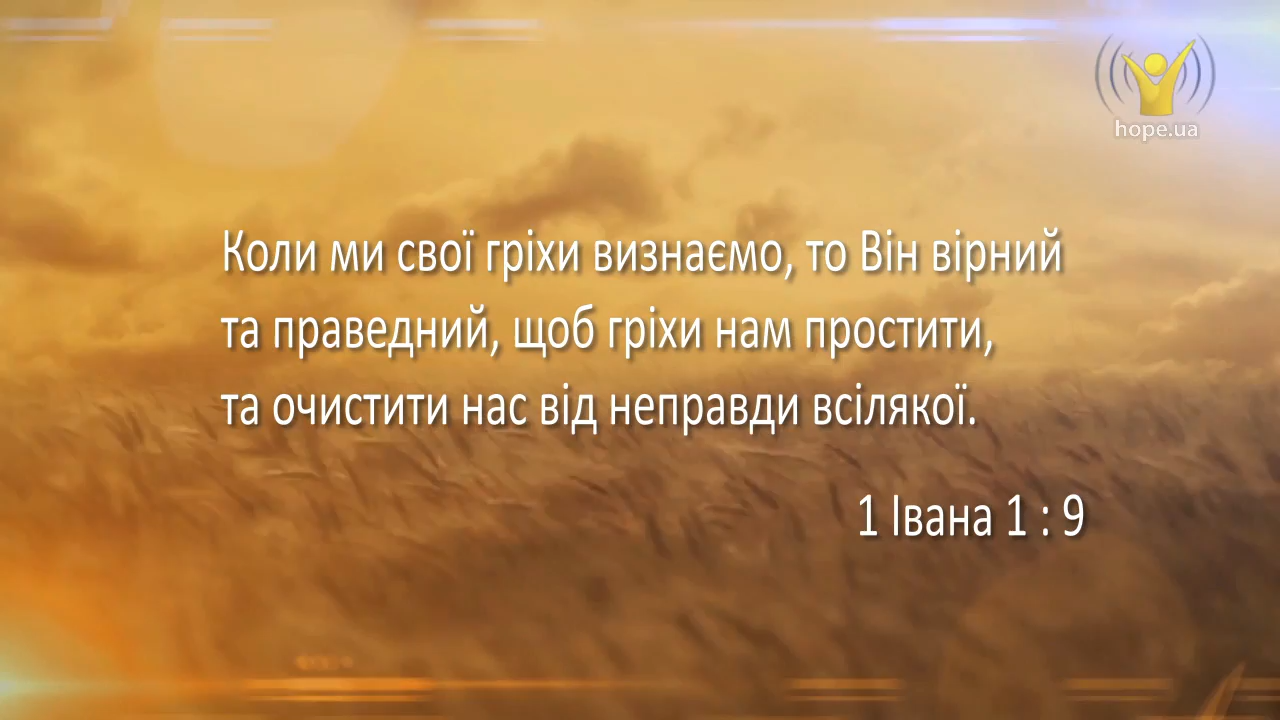 hope.ua
Коли ми свої гріхи визнаємо, то Він вірний
та праведний, щоб гріхи нам простити,
та очистити нас від неправди всілякої.
1 Івана 1 : 9